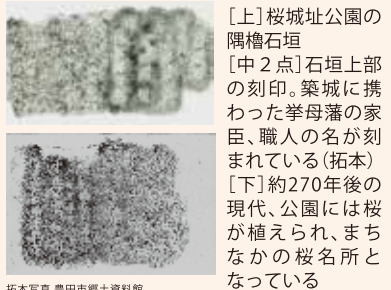 ［上］桜城址公園の
隅櫓石垣
［中２点］石垣上部
の刻印。築城に携
わった挙母藩の家
臣、職人の名が刻
まれている（拓本）
［下］約270年後の
現代、公園には桜
が植えられ、まち
なかの桜名所と
なっている
拓本写真 豊田市郷土資料館